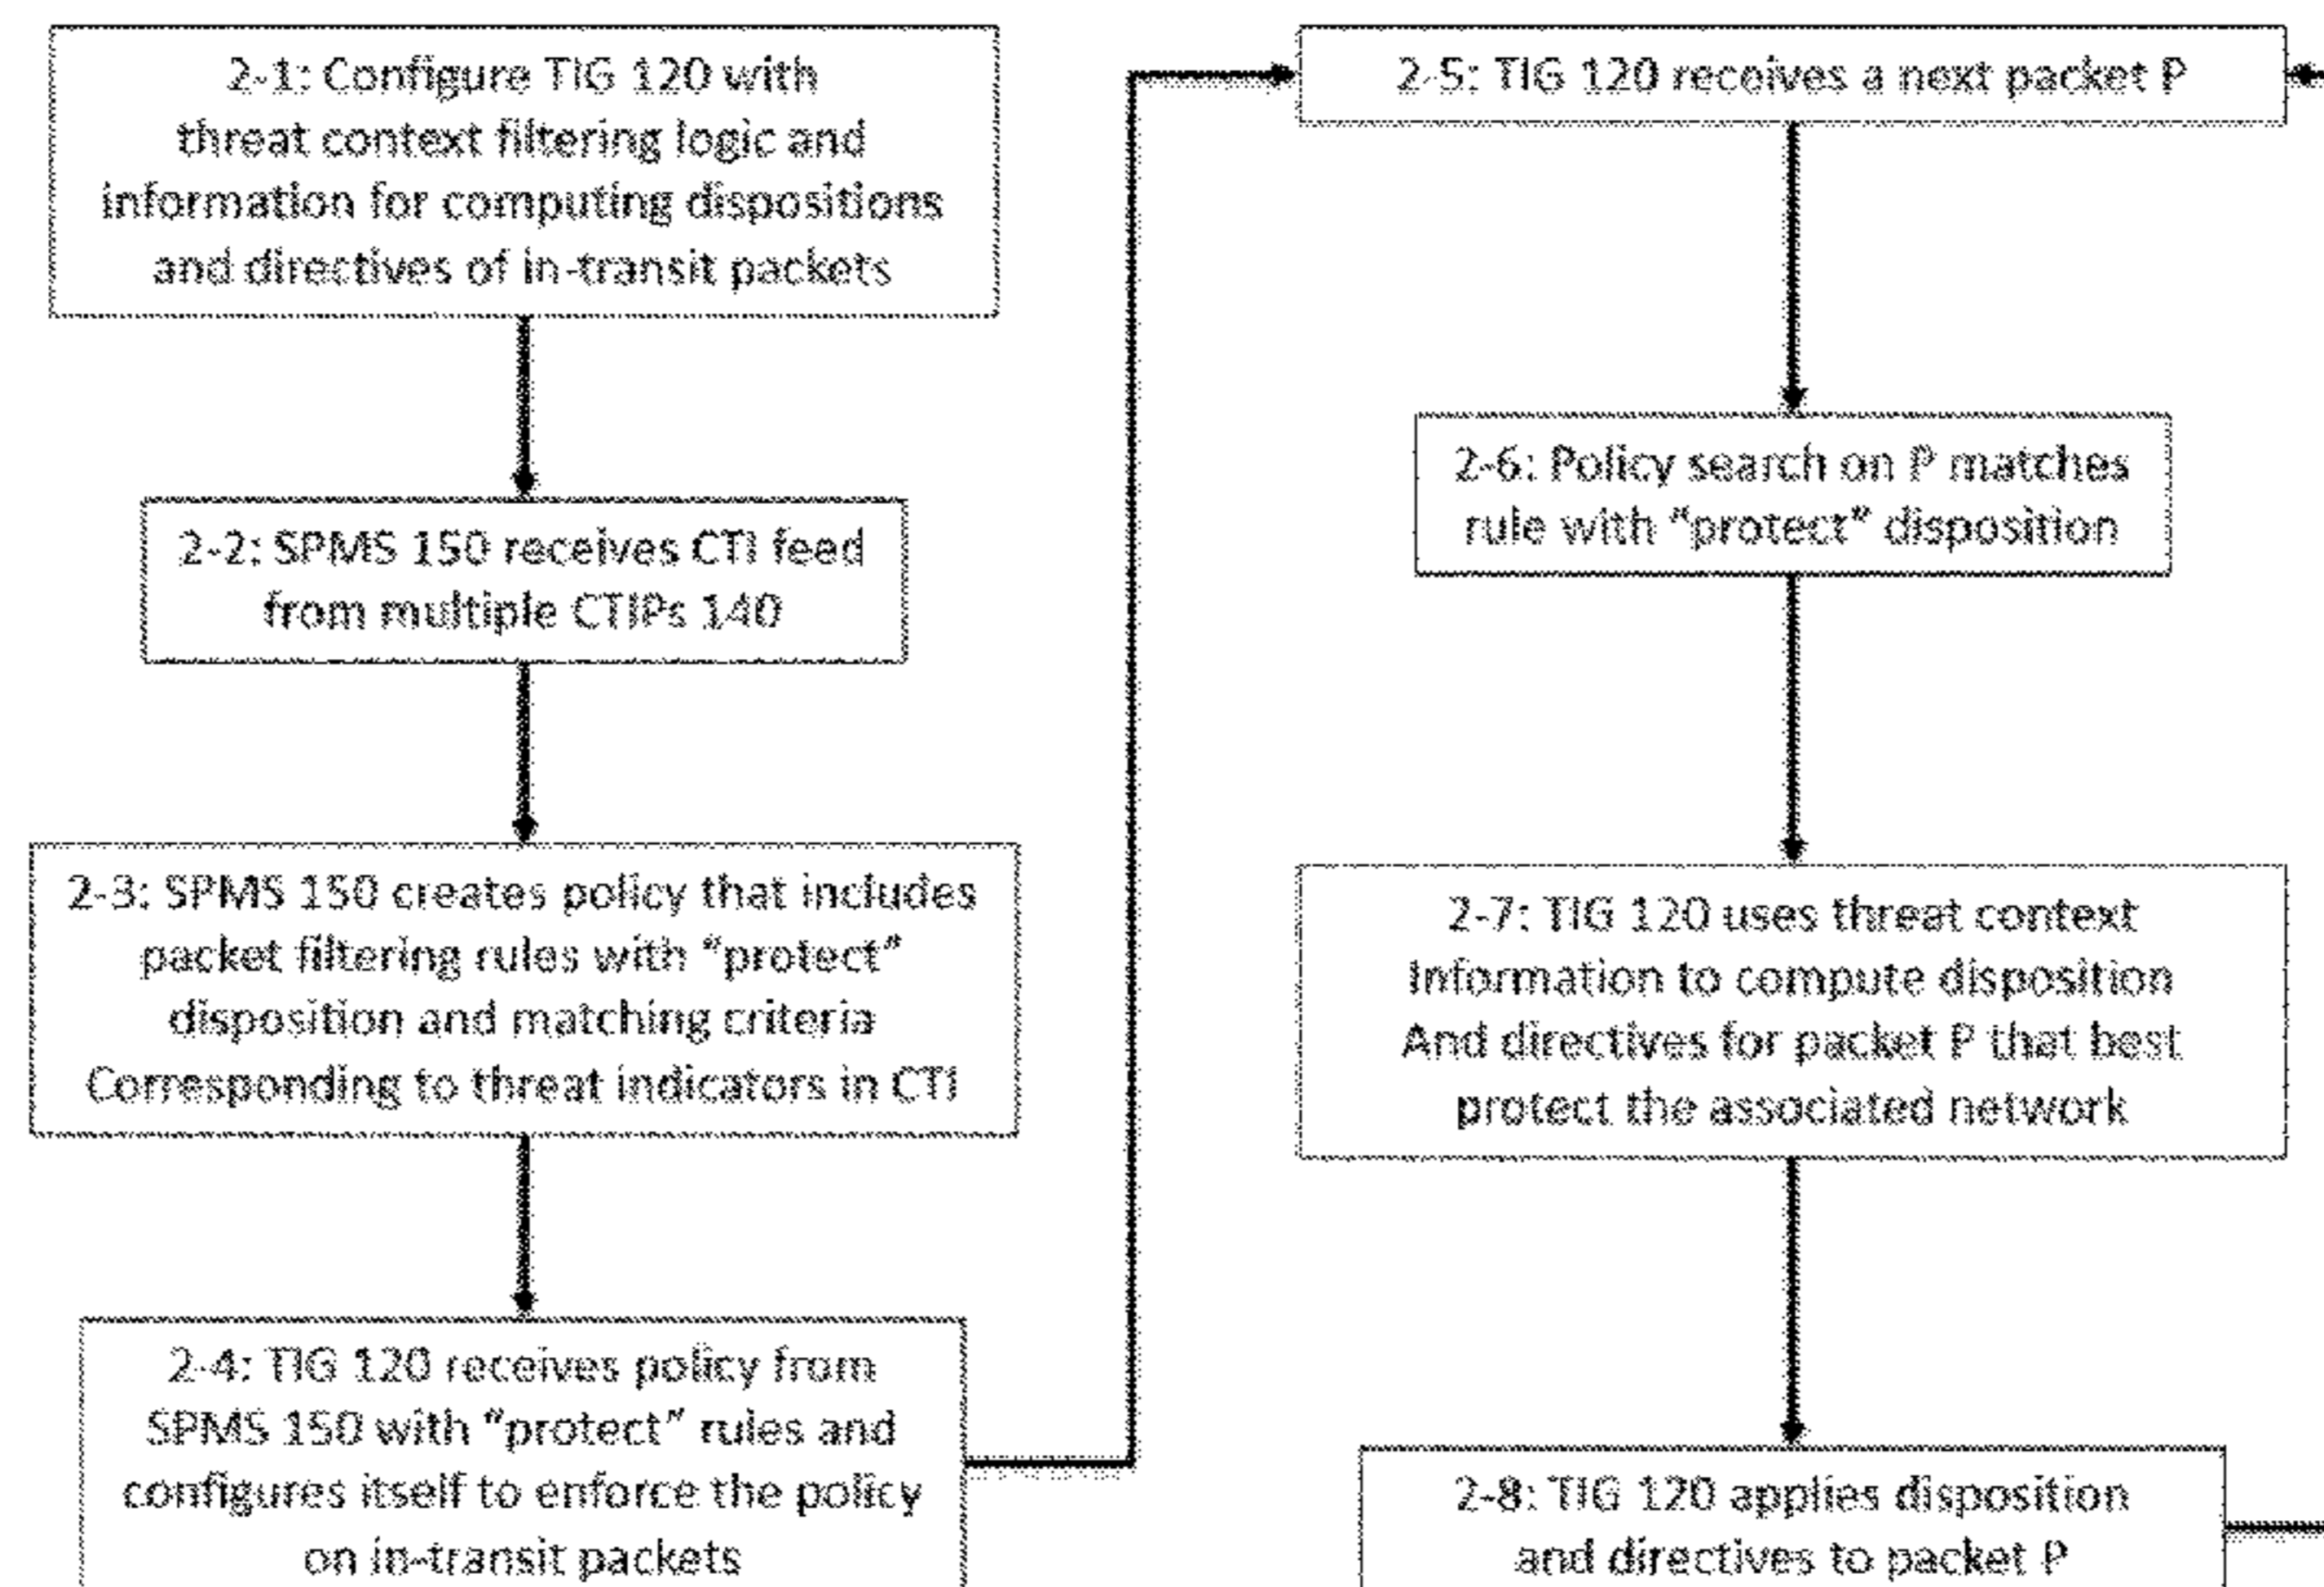 2-1: Configure TIG 120 with
threat context filtering logic and
information for computing dispositions
and directives of in-transit packets
2-2: SPMS 150 receives CTI feed
from multiple CTIPs 140
2-3: SPMS 150 creates policy that includes
packet filtering rules with “protect”
disposition and matching criteria
Corresponding to threat indicators in CTI
2-4: TIG 120 receives policy from
SPMS 150 with “protect” rules and
configures itself to enforce the policy
on in-transit packets
2-5: TIG 120 receives a next packet P
2-6: Policy search on P matches
rule with “protect” disposition
2-7: TIG 120 uses threat context
Information to compute disposition
And directives for packet P that best
protect the associated network
2-8: TIG 120 applies disposition
and directives to packet P